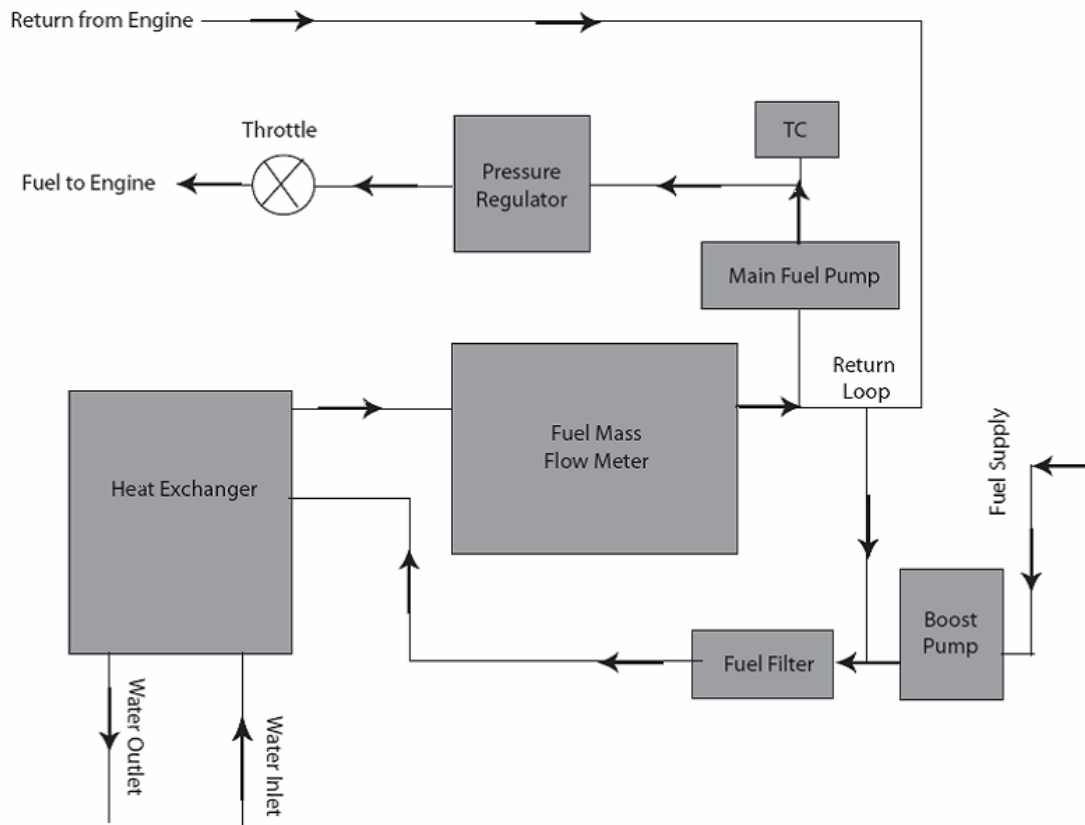 Return from Engine
Throttle
TC
Fuel to Engine
Pressure
Regulator
Main Fuel Pump
Return
Loop
Fuel Mass
Flow Meter
Heat Exchanger
Fuel Supply
Boost
Pump
Fuel Filter
Water Outlet
Water Inlet